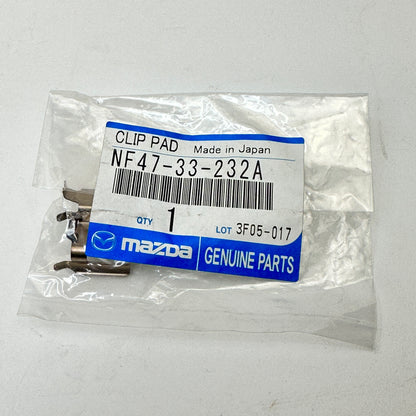 CLIP PAD Made in Japan
NF47-33-232A
QTY 1 LOT 3F05-017
mazda GENUINE PARTS